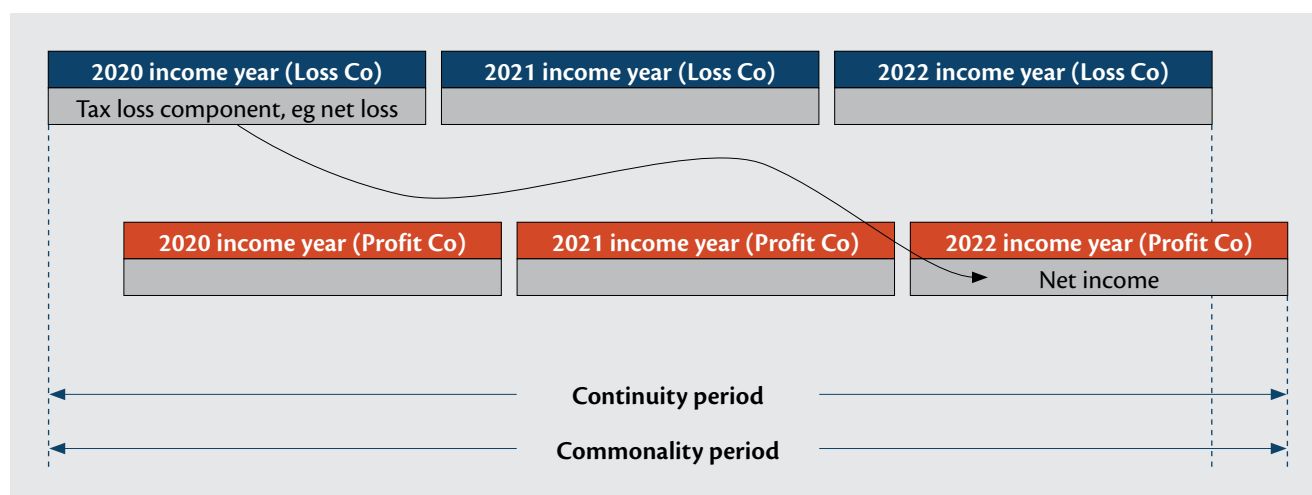 2020 income year (Loss Co)
2021 income year (Loss Co)
2022 income year (Loss Co)
Tax loss component, eg net loss
2020 income year (Profit Co)
2021 income year (Profit Co)
2022 income year (Profit Co)
Net income
Continuity period
Commonality period